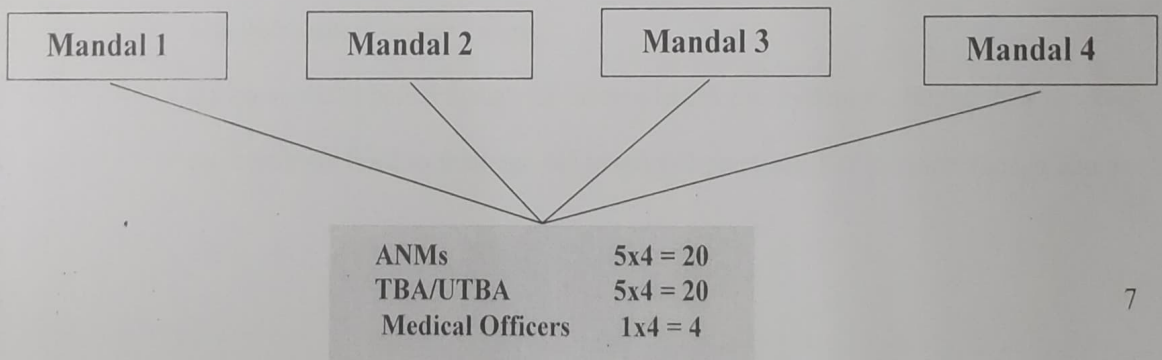 Mandal 1 Mandal 2 Mandal 3 Mandal 4
ANMs 5x4 = 20
TBA/UTBA 5x4 = 20
Medical Officers 1x4 = 4
7